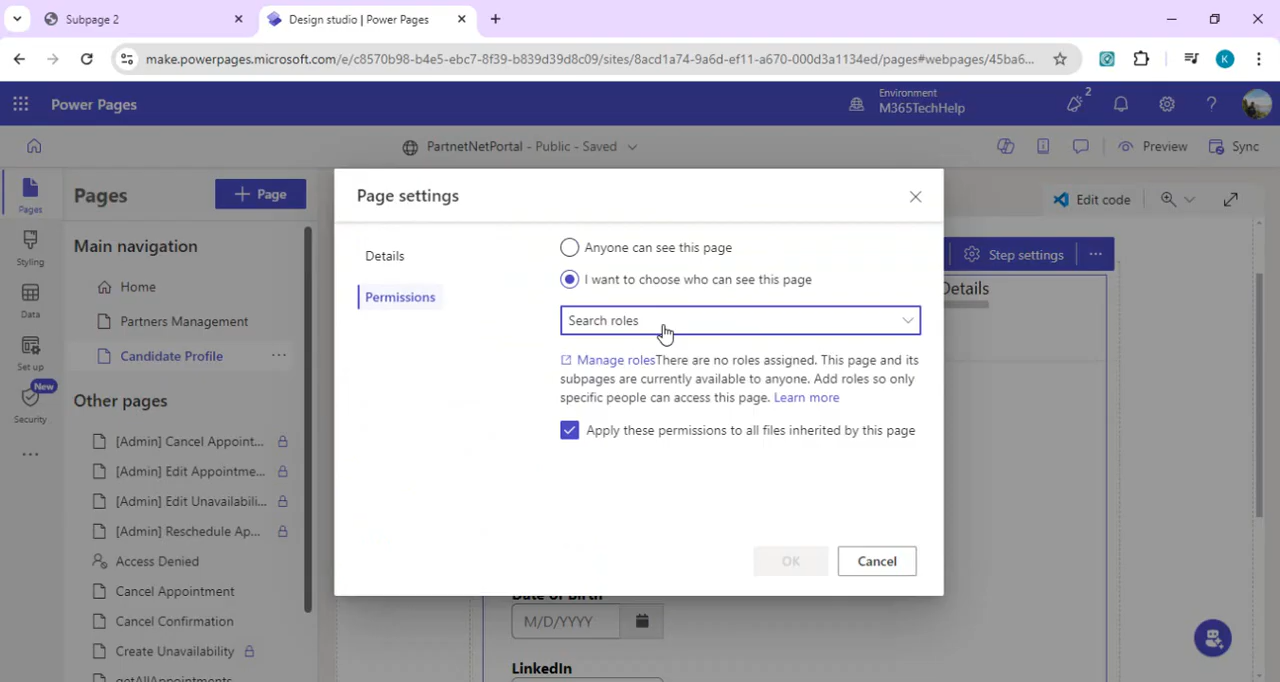 Subpage 2
Design studio | Power Pages
make.powerpages.microsoft.com/e/c8570b98-b4e5-ebc7-8f39-b839d39d8c09/sites/8acd1a74-9a6d-ef11-a670-000d3a1134ed/pages#webpages/45ba6...
K
Power Pages
Environment
M365TechHelp
2
PartnetNetPortal - Public - Saved
Preview
Sync
Pages
Styling
Data
Set up
New
Security
Pages
+ Page
Main navigation
Home
Partners Management
Candidate Profile
Other pages
[Admin] Cancel Appoint...
[Admin] Edit Appointme...
[Admin] Edit Unavailabili...
[Admin] Reschedule Ap...
Access Denied
Cancel Appointment
Cancel Confirmation
Create Unavailability
getAllAppointments
Page settings
Details
Permissions
Anyone can see this page
I want to choose who can see this page
Search roles
Manage rolesThere are no roles assigned. This page and its
subpages are currently available to anyone. Add roles so only
specific people can access this page. Learn more
Apply these permissions to all files inherited by this page
OK
Cancel
Edit code
Step settings
Details
Date of Birth
M/D/YYYY
LinkedIn